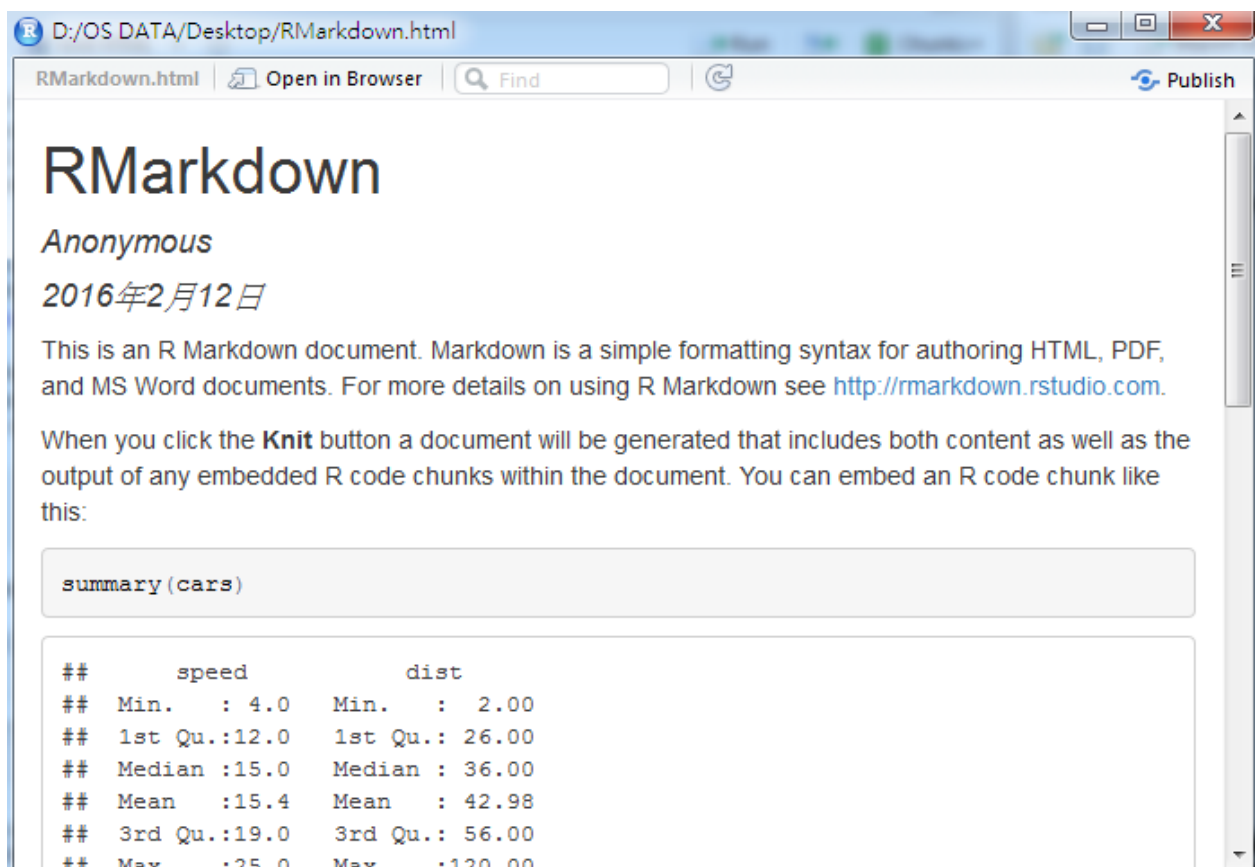 D:/OS DATA/Desktop/RMarkdown.html
RMarkdown.html Open in Browser Find Publish
RMarkdown
Anonymous
2016年2月12日
This is an R Markdown document. Markdown is a simple formatting syntax for authoring HTML, PDF,
and MS Word documents. For more details on using R Markdown see http://rmarkdown.rstudio.com.
When you click the Knit button a document will be generated that includes both content as well as the
output of any embedded R code chunks within the document. You can embed an R code chunk like
this:
summary(cars)
##      speed           dist
##  Min.   : 4.0   Min.   :  2.00
##  1st Qu.:12.0   1st Qu.: 26.00
##  Median :15.0   Median : 36.00
##  Mean   :15.4   Mean   : 42.98
##  3rd Qu.:19.0   3rd Qu.: 56.00
##  Max.   :25.0   Max.   :120.00